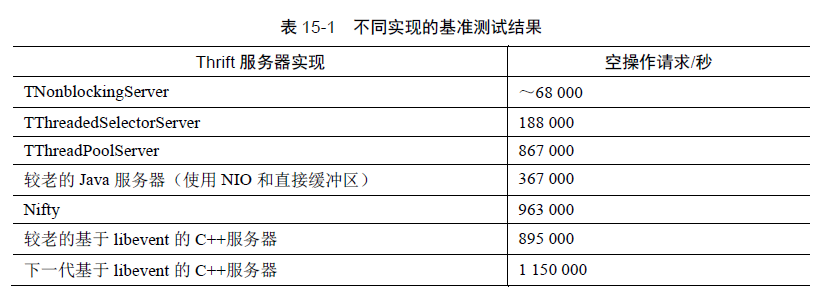 表 15-1 不同实现的基准测试结果
Thrift 服务器实现 空操作请求/秒
TNonblockingServer ～68 000
TThreadedSelectorServer 188 000
TThreadPoolServer 867 000
较老的 Java 服务器（使用 NIO 和直接缓冲区） 367 000
Nifty 963 000
较老的基于 libevent 的 C++服务器 895 000
下一代基于 libevent 的 C++服务器 1 150 000